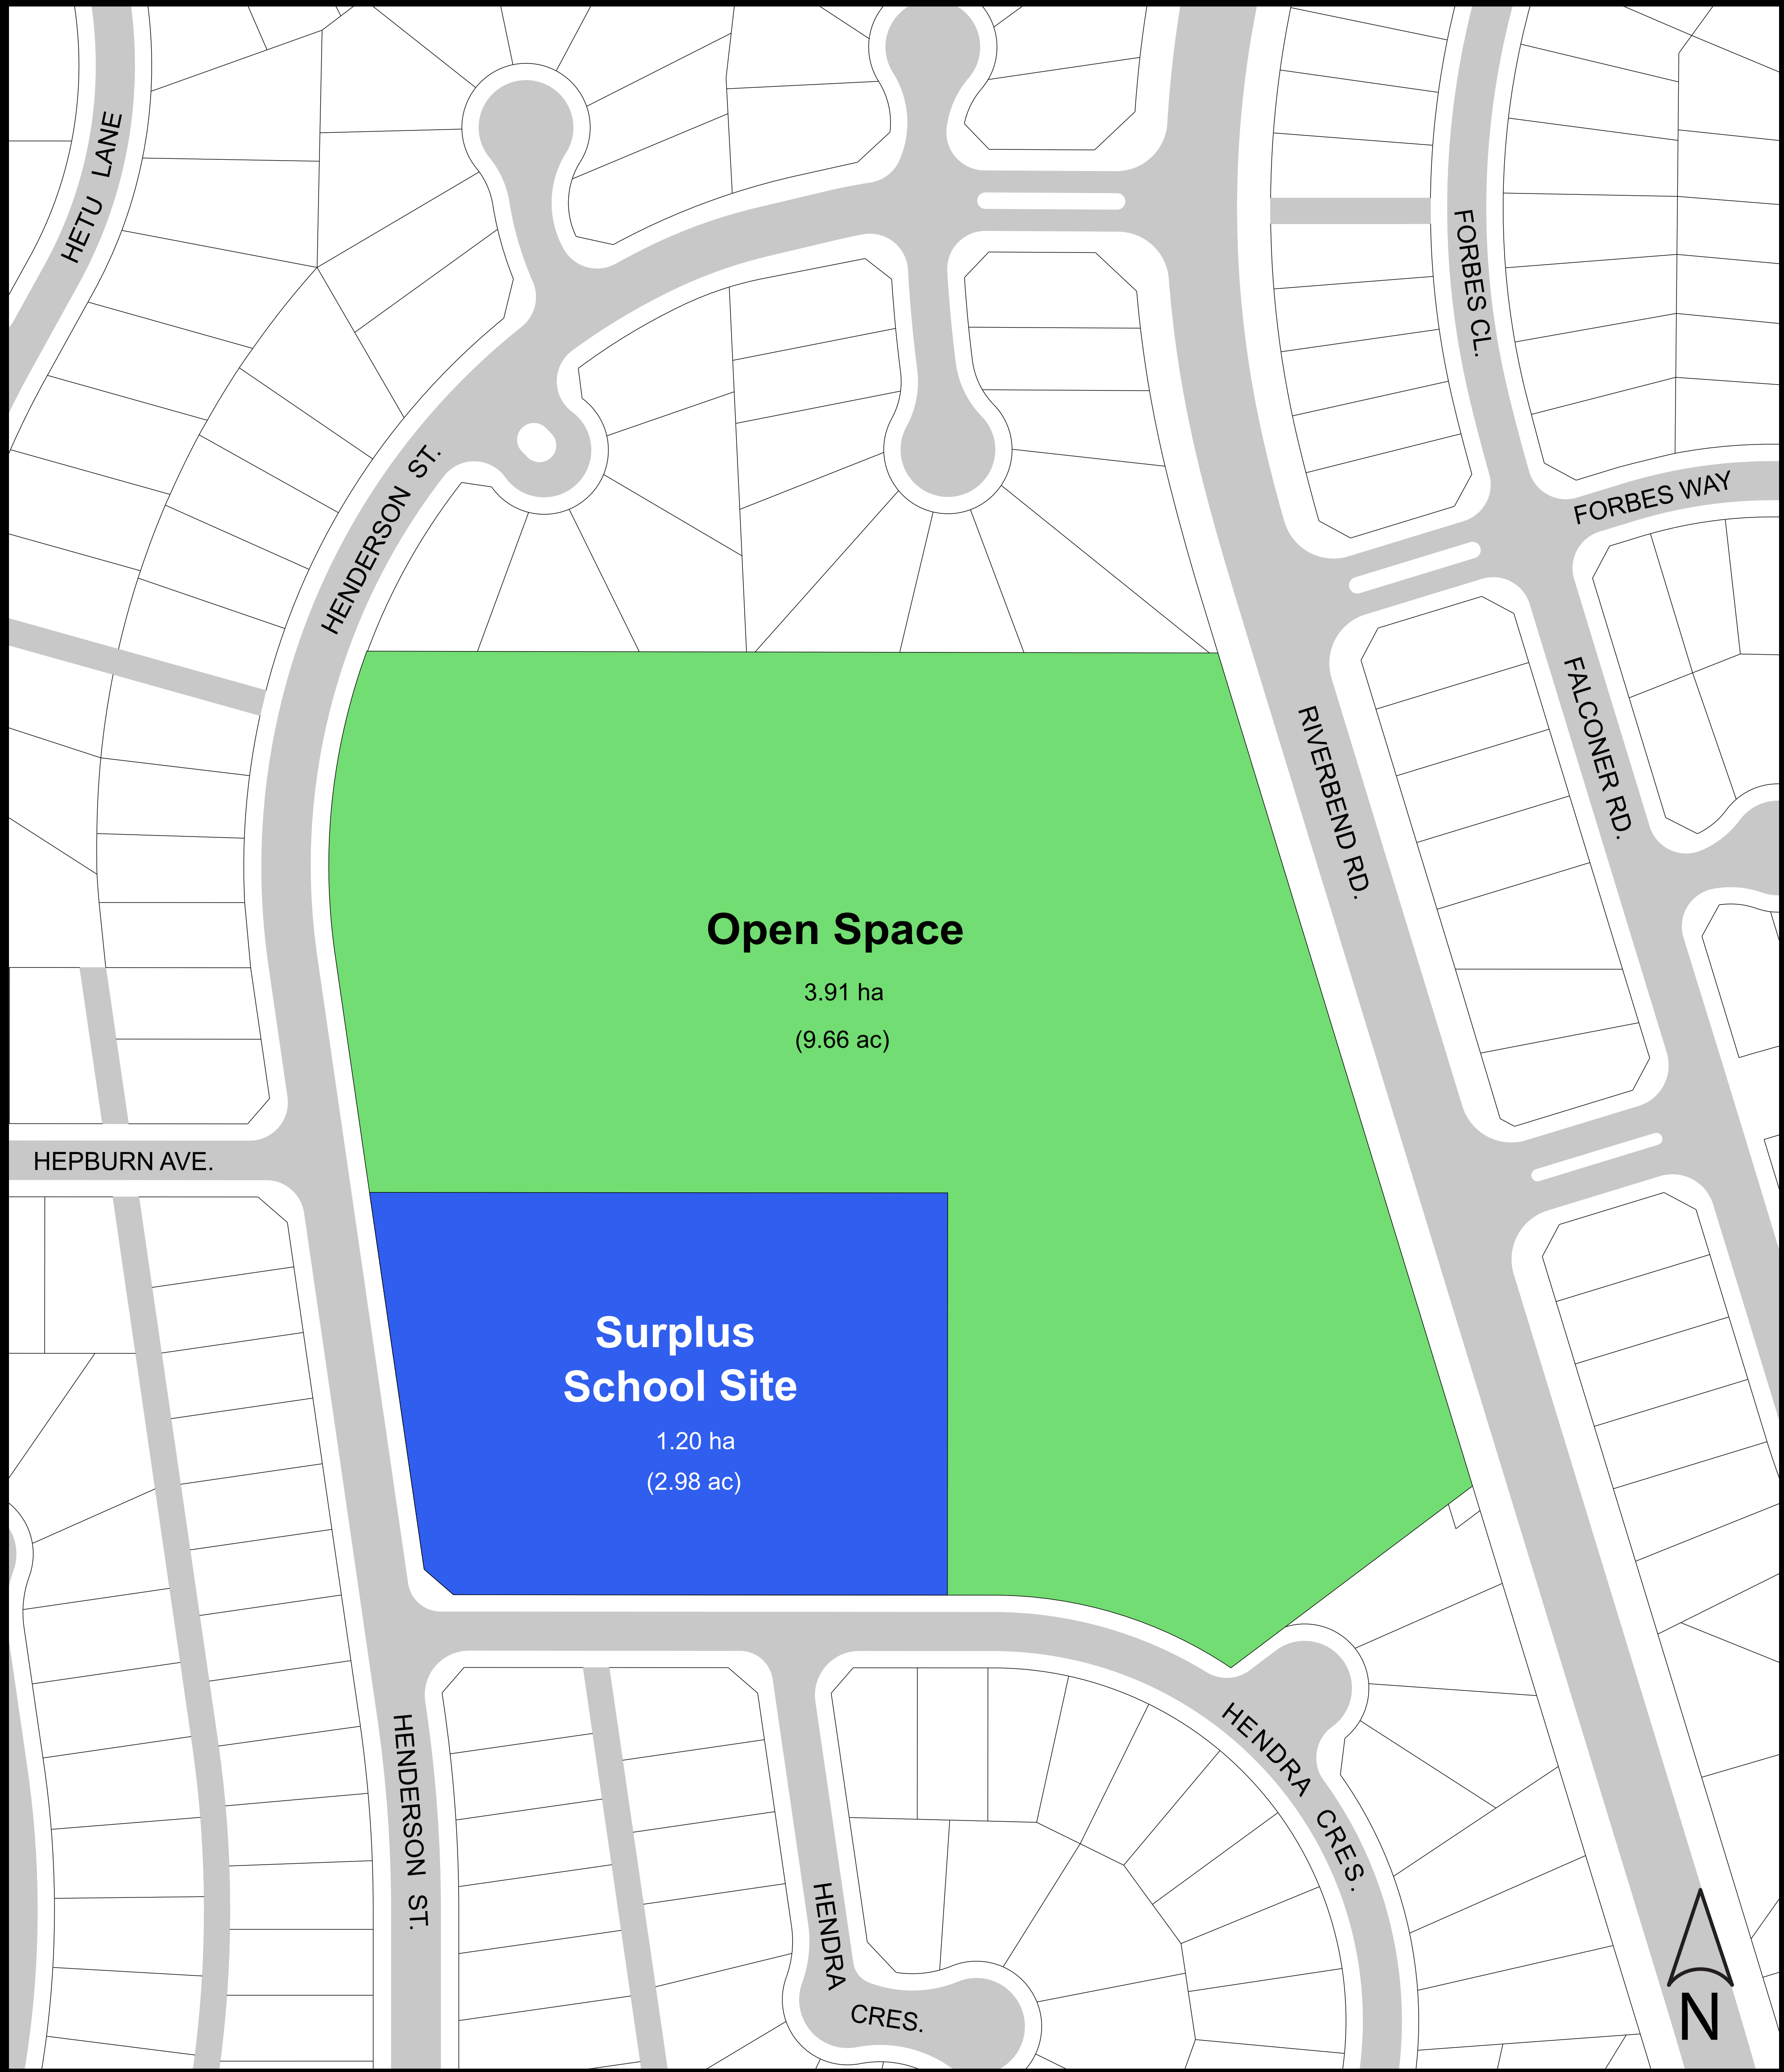 HETU LANE
FORBES CL.
HENDERSON ST.
FORBES WAY
FALCONER RD.
RIVERBEND RD.
Open Space
3.91 ha
(9.66 ac)
HEPBURN AVE.
Surplus
School Site
1.20 ha
(2.98 ac)
HENDERSON ST.
HENDRA CRES.
HENDRA
CRES.
N